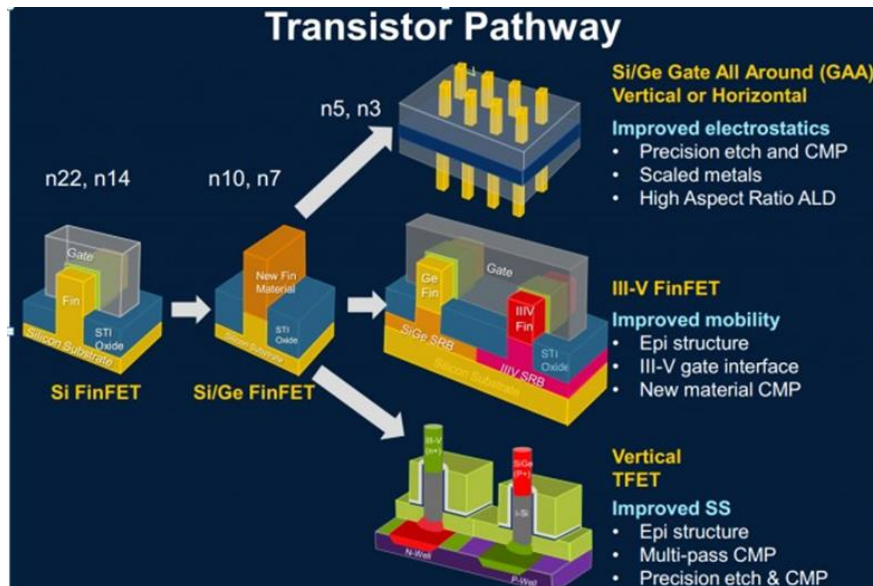 Transistor Pathway
n5, n3
n22, n14
n10, n7
Si/Ge Gate All Around (GAA)
Vertical or Horizontal
Improved electrostatics
• Precision etch and CMP
• Scaled metals
• High Aspect Ratio ALD
Gate
Fin
STI
Oxide
Silicon Substrate
Si FinFET
New Fin
Material
STI
Oxide
Silicon Substrate
Si/Ge FinFET
Ge
Fin
Gate
IIIV
Fin
STI
Oxide
SiGe SRB
IIIV SRB
Silicon Substrate
III-V FinFET
Improved mobility
• Epi structure
• III-V gate interface
• New material CMP
III-V
(n+)
SiGe
(P+)
i-Si
N-Well
P-Well
Vertical
TFET
Improved SS
• Epi structure
• Multi-pass CMP
• Precision etch & CMP